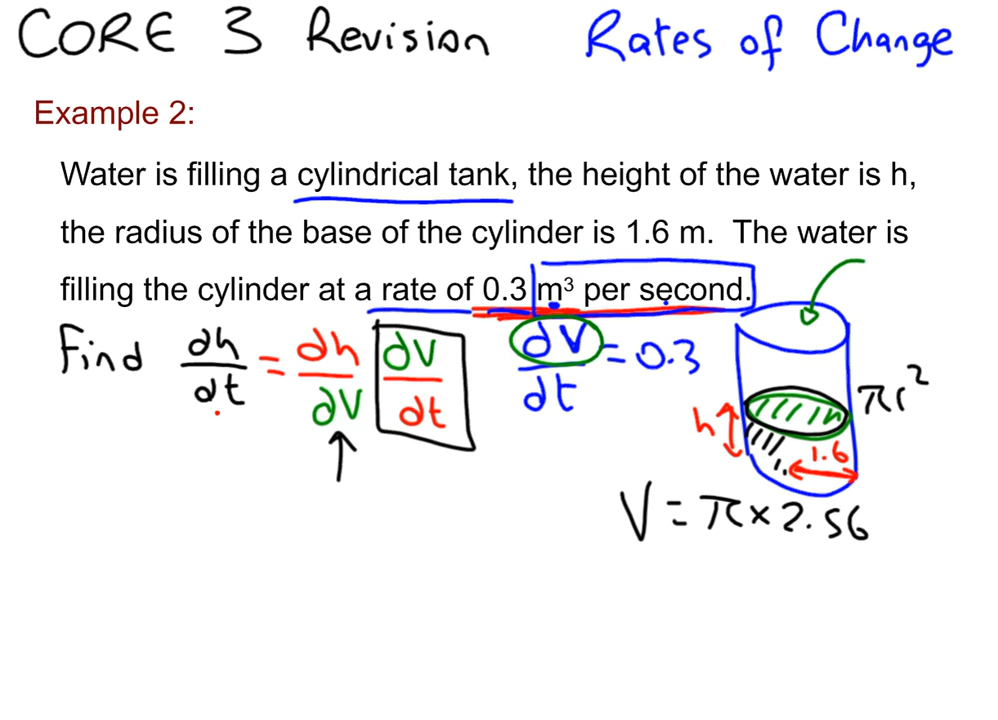 CORE 3 Revision Rates of Change
Example 2:
Water is filling a cylindrical tank, the height of the water is h,
the radius of the base of the cylinder is 1.6 m. The water is
filling the cylinder at a rate of 0.3 m³ per second.
Find dh/dt = dh/dV dV/dt dV/dt = 0.3
πr²
h
1.6
V = π × 2.56